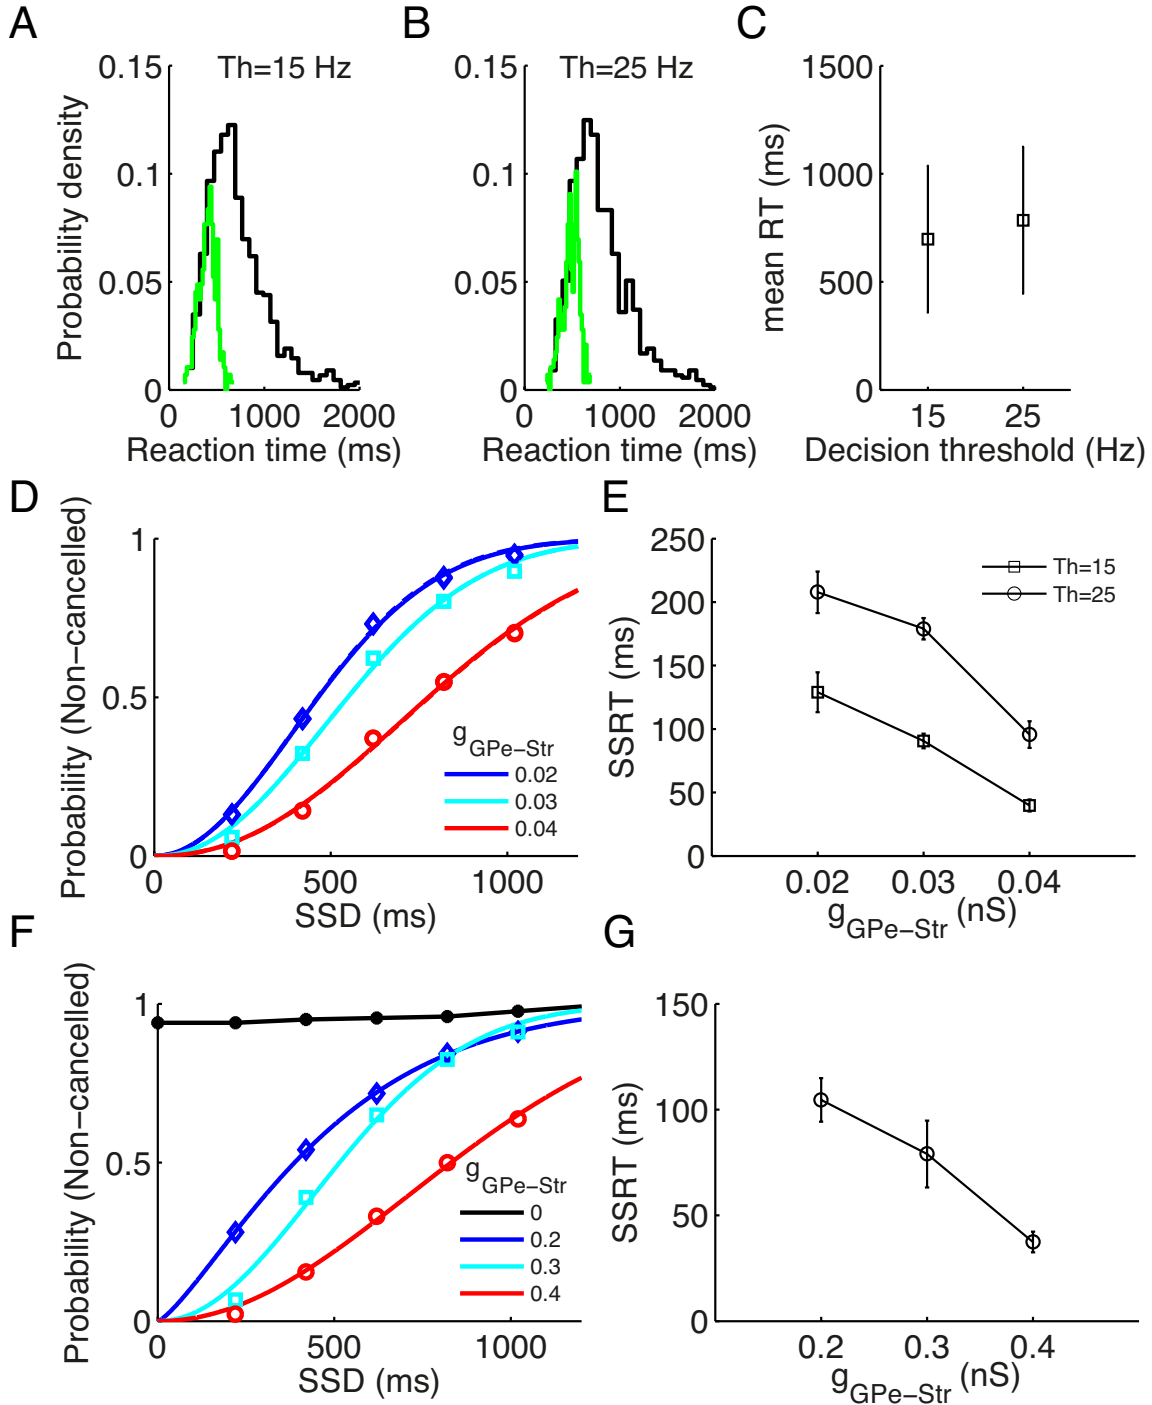 A
B
C
Th=15 Hz
Th=25 Hz
0.15
0.1
0.05
0
Probability density
0 1000 2000
Reaction time (ms)
0.15
0.1
0.05
0
0 1000 2000
Reaction time (ms)
1500
1000
500
0
mean RT (ms)
15 25
Decision threshold (Hz)
D
E
1
0.5
0
Probability (Non−cancelled)
g GPe−Str
0.02
0.03
0.04
0 500 1000
SSD (ms)
250
200
150
100
50
0
SSRT (ms)
Th=15
Th=25
0.02 0.03 0.04
g GPe−Str (nS)
F
G
1
0.5
0
Probability (Non−cancelled)
g GPe−Str
0
0.2
0.3
0.4
0 500 1000
SSD (ms)
150
100
50
0
SSRT (ms)
0.2 0.3 0.4
g GPe−Str (nS)